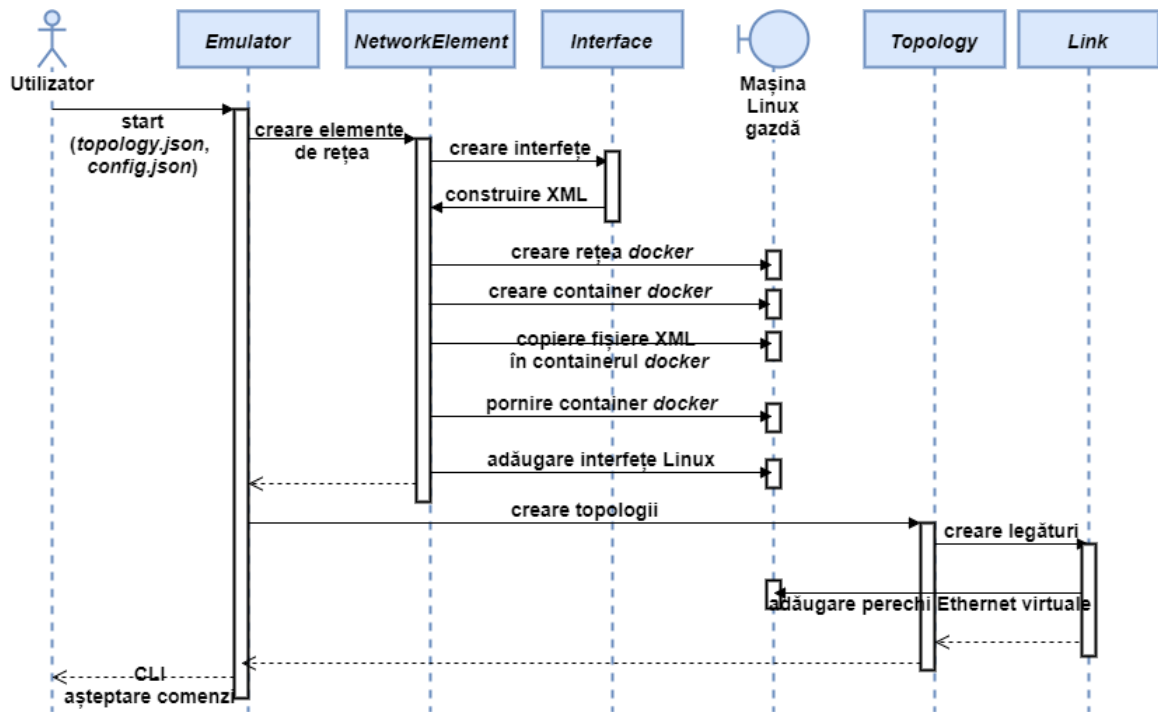 Emulator
NetworkElement
Interface
Topology
Link
Utilizator
Mașina
Linux
gazdă
start
(topology.json,
config.json)
creare elemente
de rețea
creare interfețe
construire XML
creare rețea docker
creare container docker
copiere fișiere XML
în containerul docker
pornire container docker
adăugare interfețe Linux
creare topologii
creare legături
adăugare perechi Ethernet virtuale
CLI
așteptare comenzi